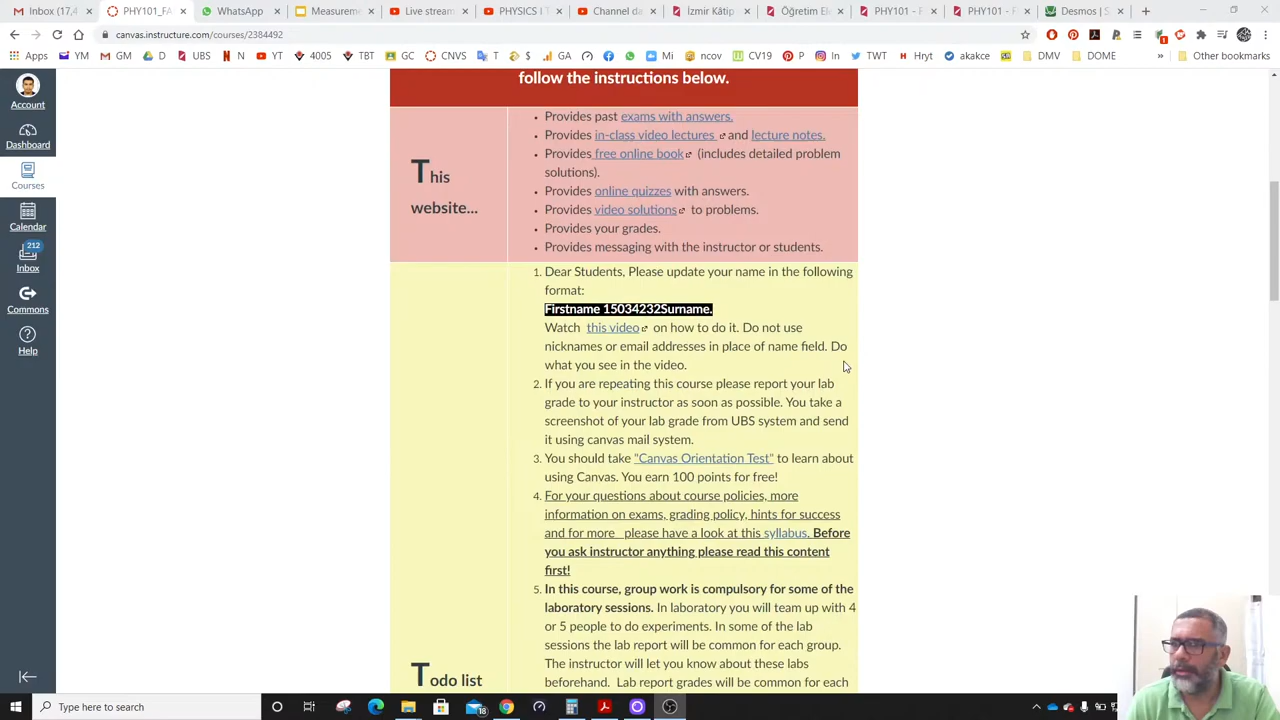 Inbox (17,4
PHY101_FA
WhatsApp
Measureme
Live stream
PHYSICS I T
Channel da
İzmir Kâtip
Öğretim Ele
PHY101 - F
PHY101 - F
Desmos | S
canvas.instructure.com/courses/2384492
Apps
YM
GM
D
UBS
N
YT
4005
TBT
GC
CNVS
T
$
GA
Mi
ncov
CV19
P
In
TWT
Hryt
akakce
DMV
DOME
»
Other bookmarks
Account
Dashboard
Courses
Calendar
212
Inbox
Commons
Help
follow the instructions below.
This
website...
• Provides past exams with answers.
• Provides in-class video lectures and lecture notes.
• Provides free online book (includes detailed problem
solutions).
• Provides online quizzes with answers.
• Provides video solutions to problems.
• Provides your grades.
• Provides messaging with the instructor or students.
1. Dear Students, Please update your name in the following
format:
Firstname 15034232Surname.
Watch this video on how to do it. Do not use
nicknames or email addresses in place of name field. Do
what you see in the video.
2. If you are repeating this course please report your lab
grade to your instructor as soon as possible. You take a
screenshot of your lab grade from UBS system and send
it using canvas mail system.
3. You should take "Canvas Orientation Test" to learn about
using Canvas. You earn 100 points for free!
4. For your questions about course policies, more
information on exams, grading policy, hints for success
and for more please have a look at this syllabus. Before
you ask instructor anything please read this content
first!
5. In this course, group work is compulsory for some of the
laboratory sessions. In laboratory you will team up with 4
or 5 people to do experiments. In some of the lab
sessions the lab report will be common for each group.
The instructor will let you know about these labs
beforehand. Lab report grades will be common for each
Todo list
Type here to search
18